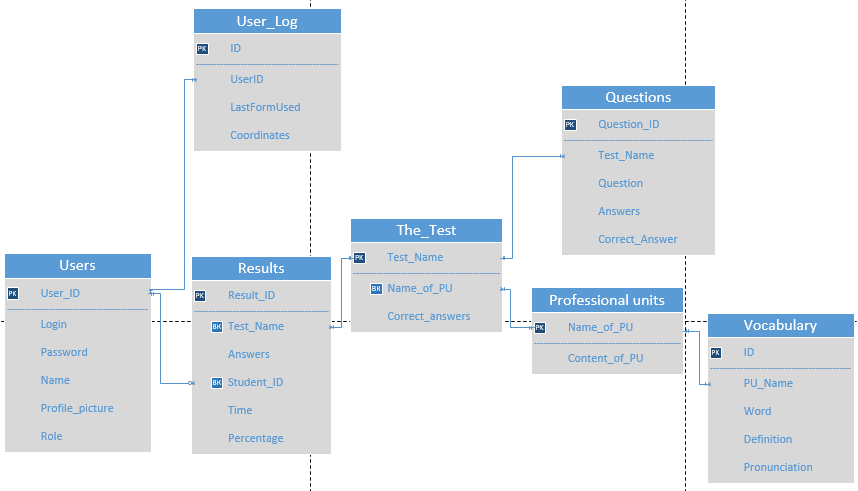 User_Log
PK ID
UserID
LastFormUsed
Coordinates
Questions
PK Question_ID
Test_Name
Question
Answers
Correct_Answer
The_Test
PK Test_Name
BK Name_of_PU
Correct_answers
Users
PK User_ID
Login
Password
Name
Profile_picture
Role
Results
PK Result_ID
BK Test_Name
Answers
BK Student_ID
Time
Percentage
Professional units
PK Name_of_PU
Content_of_PU
Vocabulary
PK ID
PU_Name
Word
Definition
Pronunciation